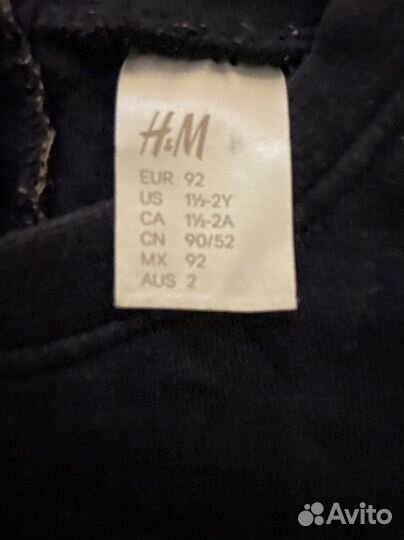 H&M
EUR 92
US 1½-2Y
CA 1½-2A
CN 90/52
MX 92
AUS 2
Avito